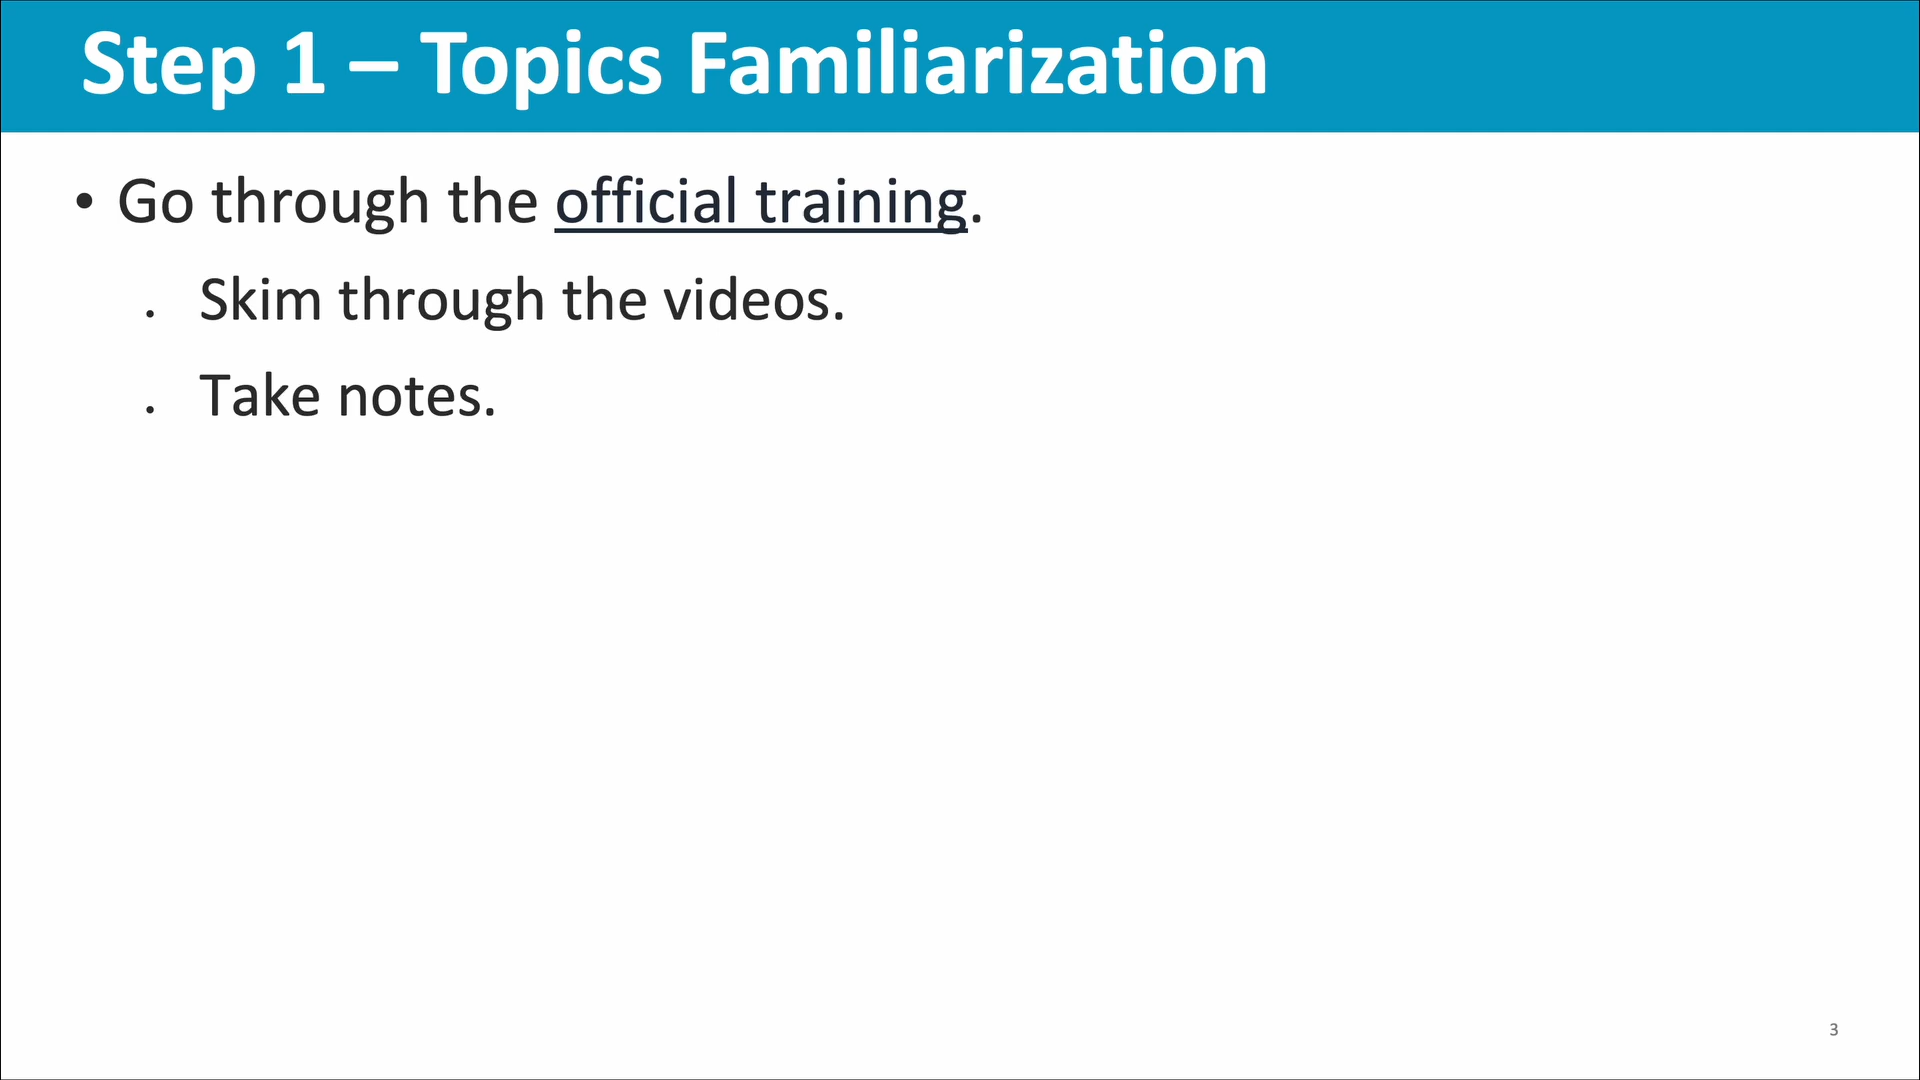 Step 1 – Topics Familiarization
• Go through the official training.
. Skim through the videos.
. Take notes.
3